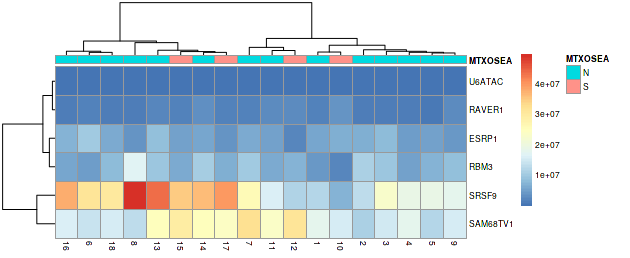 MTXOSEA
U6ATAC
RAVER1
ESRP1
RBM3
SRSF9
SAM68TV1
16 6 18 8 13 15 14 17 7 11 12 1 10 2 3 4 5 9
4e+07
3e+07
2e+07
1e+07
MTXOSEA
N
S